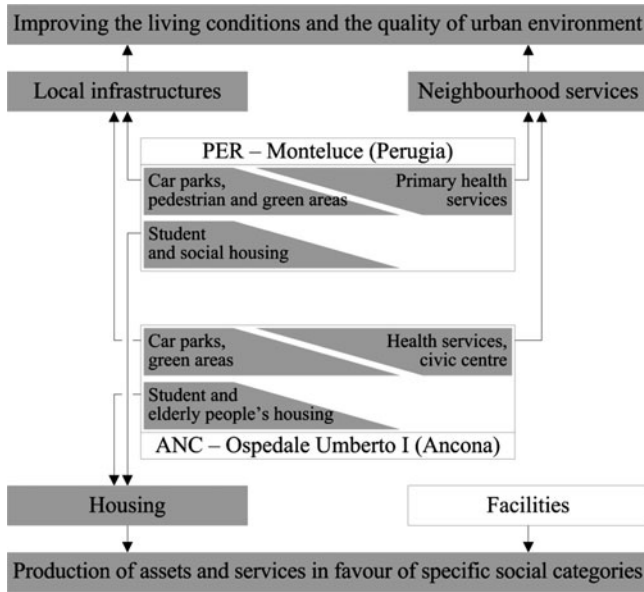 Improving the living conditions and the quality of urban environment
Local infrastructures
Neighbourhood services
PER – Monteluce (Perugia)
Car parks,
pedestrian and green areas
Primary health
services
Student
and social housing
Car parks,
green areas
Health services,
civic centre
Student and
elderly people's housing
ANC – Ospedale Umberto I (Ancona)
Housing
Facilities
Production of assets and services in favour of specific social categories